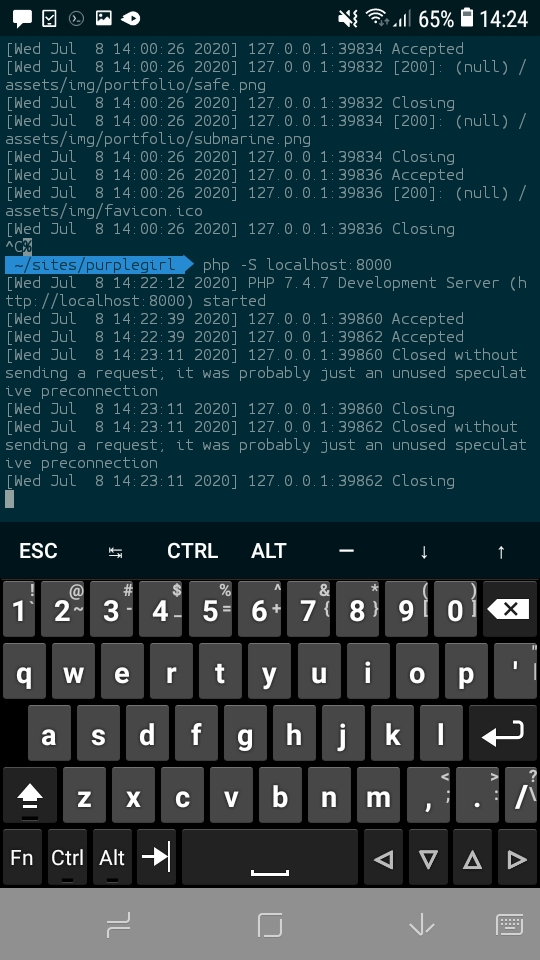 65% 14:24
[Wed Jul  8 14:00:26 2020] 127.0.0.1:39834 Accepted
[Wed Jul  8 14:00:26 2020] 127.0.0.1:39832 [200]: (null) /
assets/img/portfolio/safe.png
[Wed Jul  8 14:00:26 2020] 127.0.0.1:39832 Closing
[Wed Jul  8 14:00:26 2020] 127.0.0.1:39834 [200]: (null) /
assets/img/portfolio/submarine.png
[Wed Jul  8 14:00:26 2020] 127.0.0.1:39834 Closing
[Wed Jul  8 14:00:26 2020] 127.0.0.1:39836 Accepted
[Wed Jul  8 14:00:26 2020] 127.0.0.1:39836 [200]: (null) /
assets/img/favicon.ico
[Wed Jul  8 14:00:26 2020] 127.0.0.1:39836 Closing
^C%
~/sites/purplegirl php -S localhost:8000
[Wed Jul  8 14:22:12 2020] PHP 7.4.7 Development Server (h
ttp://localhost:8000) started
[Wed Jul  8 14:22:39 2020] 127.0.0.1:39860 Accepted
[Wed Jul  8 14:22:39 2020] 127.0.0.1:39862 Accepted
[Wed Jul  8 14:23:11 2020] 127.0.0.1:39860 Closed without
sending a request; it was probably just an unused speculat
ive preconnection
[Wed Jul  8 14:23:11 2020] 127.0.0.1:39860 Closing
[Wed Jul  8 14:23:11 2020] 127.0.0.1:39862 Closed without
sending a request; it was probably just an unused speculat
ive preconnection
[Wed Jul  8 14:23:11 2020] 127.0.0.1:39862 Closing
ESC ↹ CTRL ALT — ↓ ↑
! @ # $ % ^ & * ( )
1 2 3 4 5 6 7 8 9 0
` ~ - _ = + { } [ ]
q w e r t y u i o p ' "
a s d f g h j k l
z x c v b n m , < ; . > : / ? \
Fn Ctrl Alt